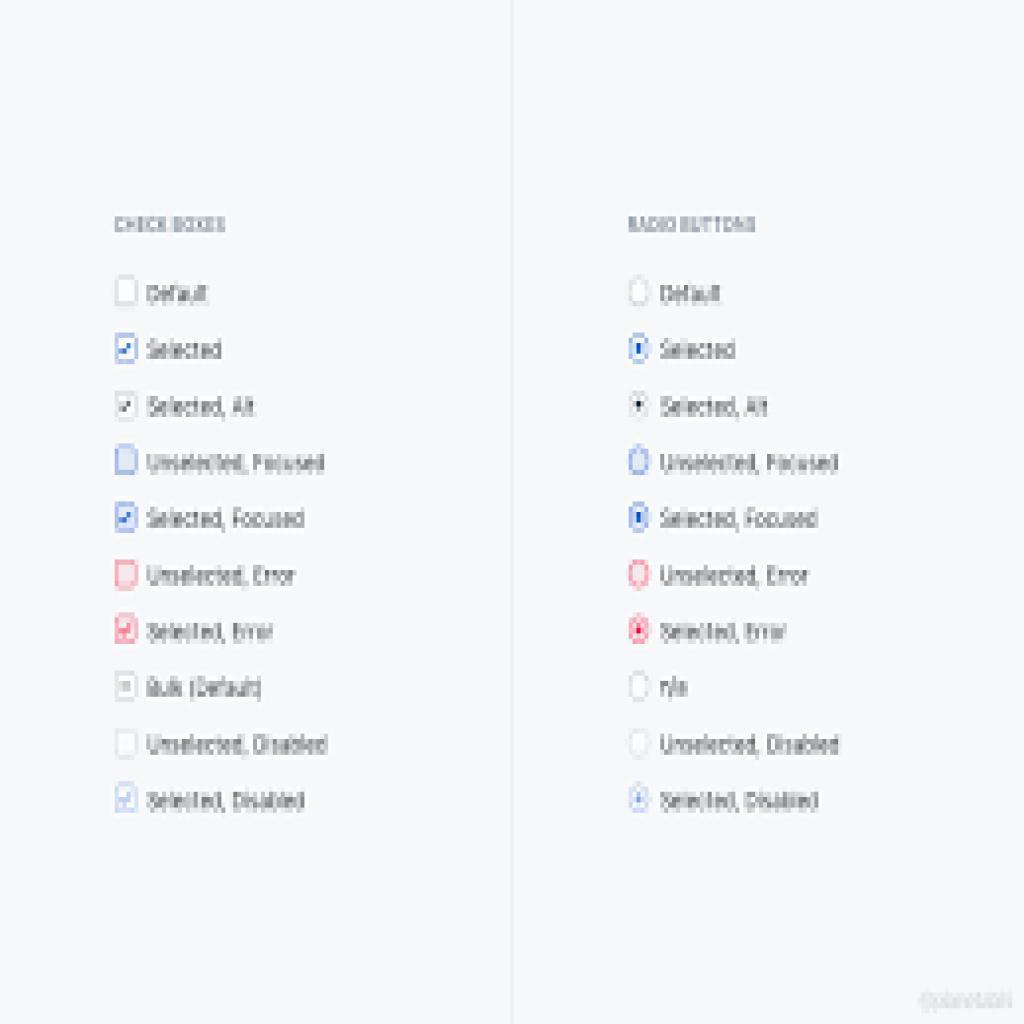 CHECK BOXES
Default
Selected
Selected, Alt
Unselected, Focused
Selected, Focused
Unselected, Error
Selected, Error
Bulk (Default)
Unselected, Disabled
Selected, Disabled
RADIO BUTTONS
Default
Selected
Selected, Alt
Unselected, Focused
Selected, Focused
Unselected, Error
Selected, Error
n/a
Unselected, Disabled
Selected, Disabled